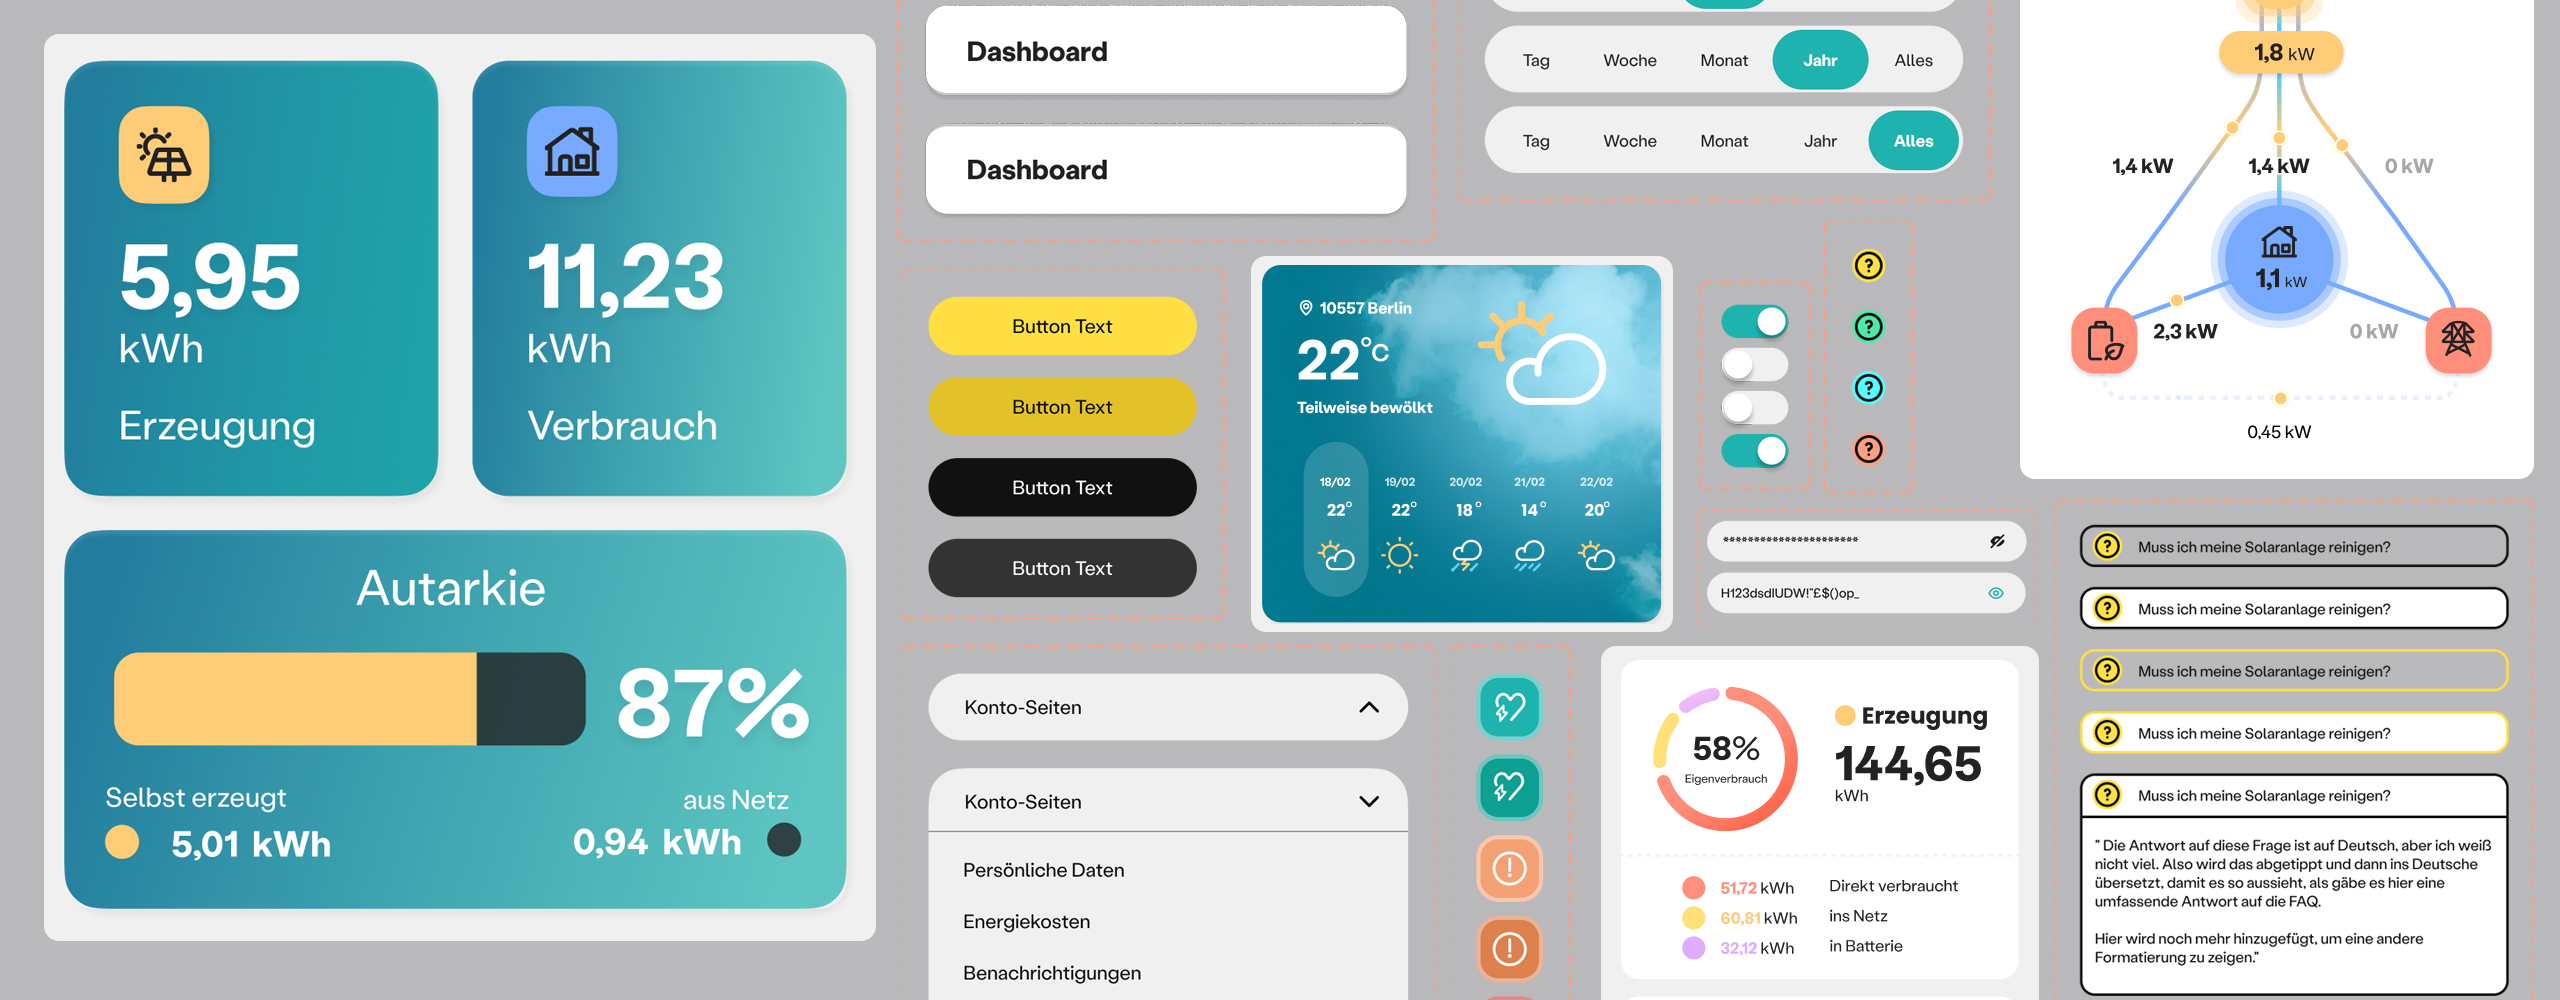 5,95
kWh
Erzeugung
11,23
kWh
Verbrauch
Autarkie
87%
Selbst erzeugt
5,01 kWh
aus Netz
0,94 kWh
Dashboard
Dashboard
Button Text
Button Text
Button Text
Button Text
Konto-Seiten
Konto-Seiten
Persönliche Daten
Energiekosten
Benachrichtigungen
Tag Woche Monat Jahr Alles
Tag Woche Monat Jahr Alles
10557 Berlin
22°C
Teilweise bewölkt
18/02 19/02 20/02 21/02 22/02
22° 22° 18° 14° 20°
?
?
?
?
**********************
H123dsdIUDW!"£$()op_
58%
Eigenverbrauch
Erzeugung
144,65
kWh
51,72 kWh Direkt verbraucht
60,81 kWh ins Netz
32,12 kWh in Batterie
1,8 kW
1,4 kW 1,4 kW 0 kW
1,1 kW
2,3 kW 0 kW
0,45 kW
? Muss ich meine Solaranlage reinigen?
? Muss ich meine Solaranlage reinigen?
? Muss ich meine Solaranlage reinigen?
? Muss ich meine Solaranlage reinigen?
? Muss ich meine Solaranlage reinigen?
" Die Antwort auf diese Frage ist auf Deutsch, aber ich weiß
nicht viel. Also wird das abgetippt und dann ins Deutsche
übersetzt, damit es so aussieht, als gäbe es hier eine
umfassende Antwort auf die FAQ.
Hier wird noch mehr hinzugefügt, um eine andere
Formatierung zu zeigen."